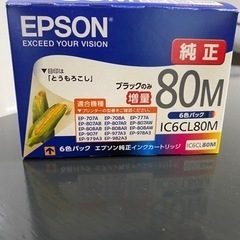 EPSON
EXCEED YOUR VISION
純正
目印は
「とうもろこし」
ブラックのみ
増量
80M
6色パック
IC6CL80M
適合機種
EP-707A EP-708A EP-777A
EP-807AB EP-807AR EP-807AW
EP-808AB EP-808AR EP-808AW
EP-907F
EP-979A3 EP-982A3
6色パック エプソン純正インクカートリッジ
IC6CL80M